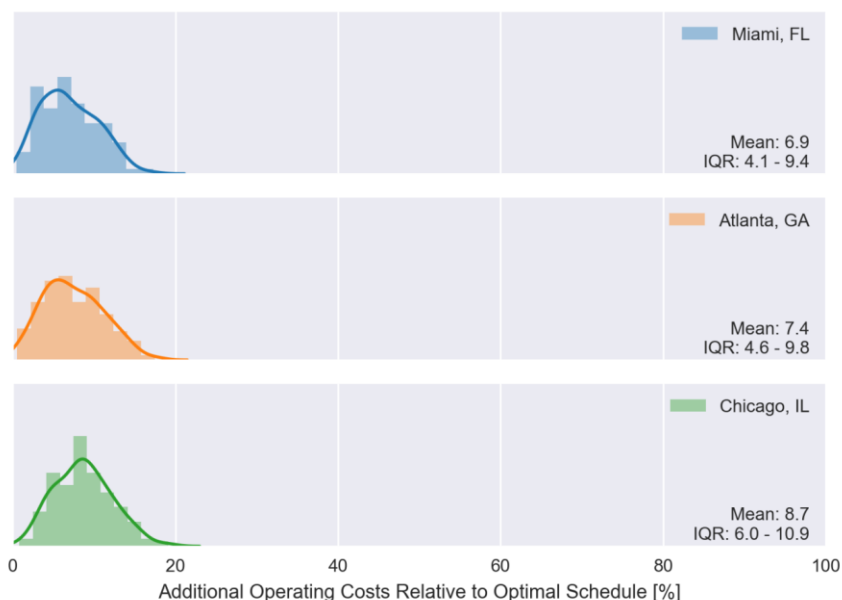 Miami, FL
Mean: 6.9
IQR: 4.1 - 9.4
Atlanta, GA
Mean: 7.4
IQR: 4.6 - 9.8
Chicago, IL
Mean: 8.7
IQR: 6.0 - 10.9
0 20 40 60 80 100
Additional Operating Costs Relative to Optimal Schedule [%]